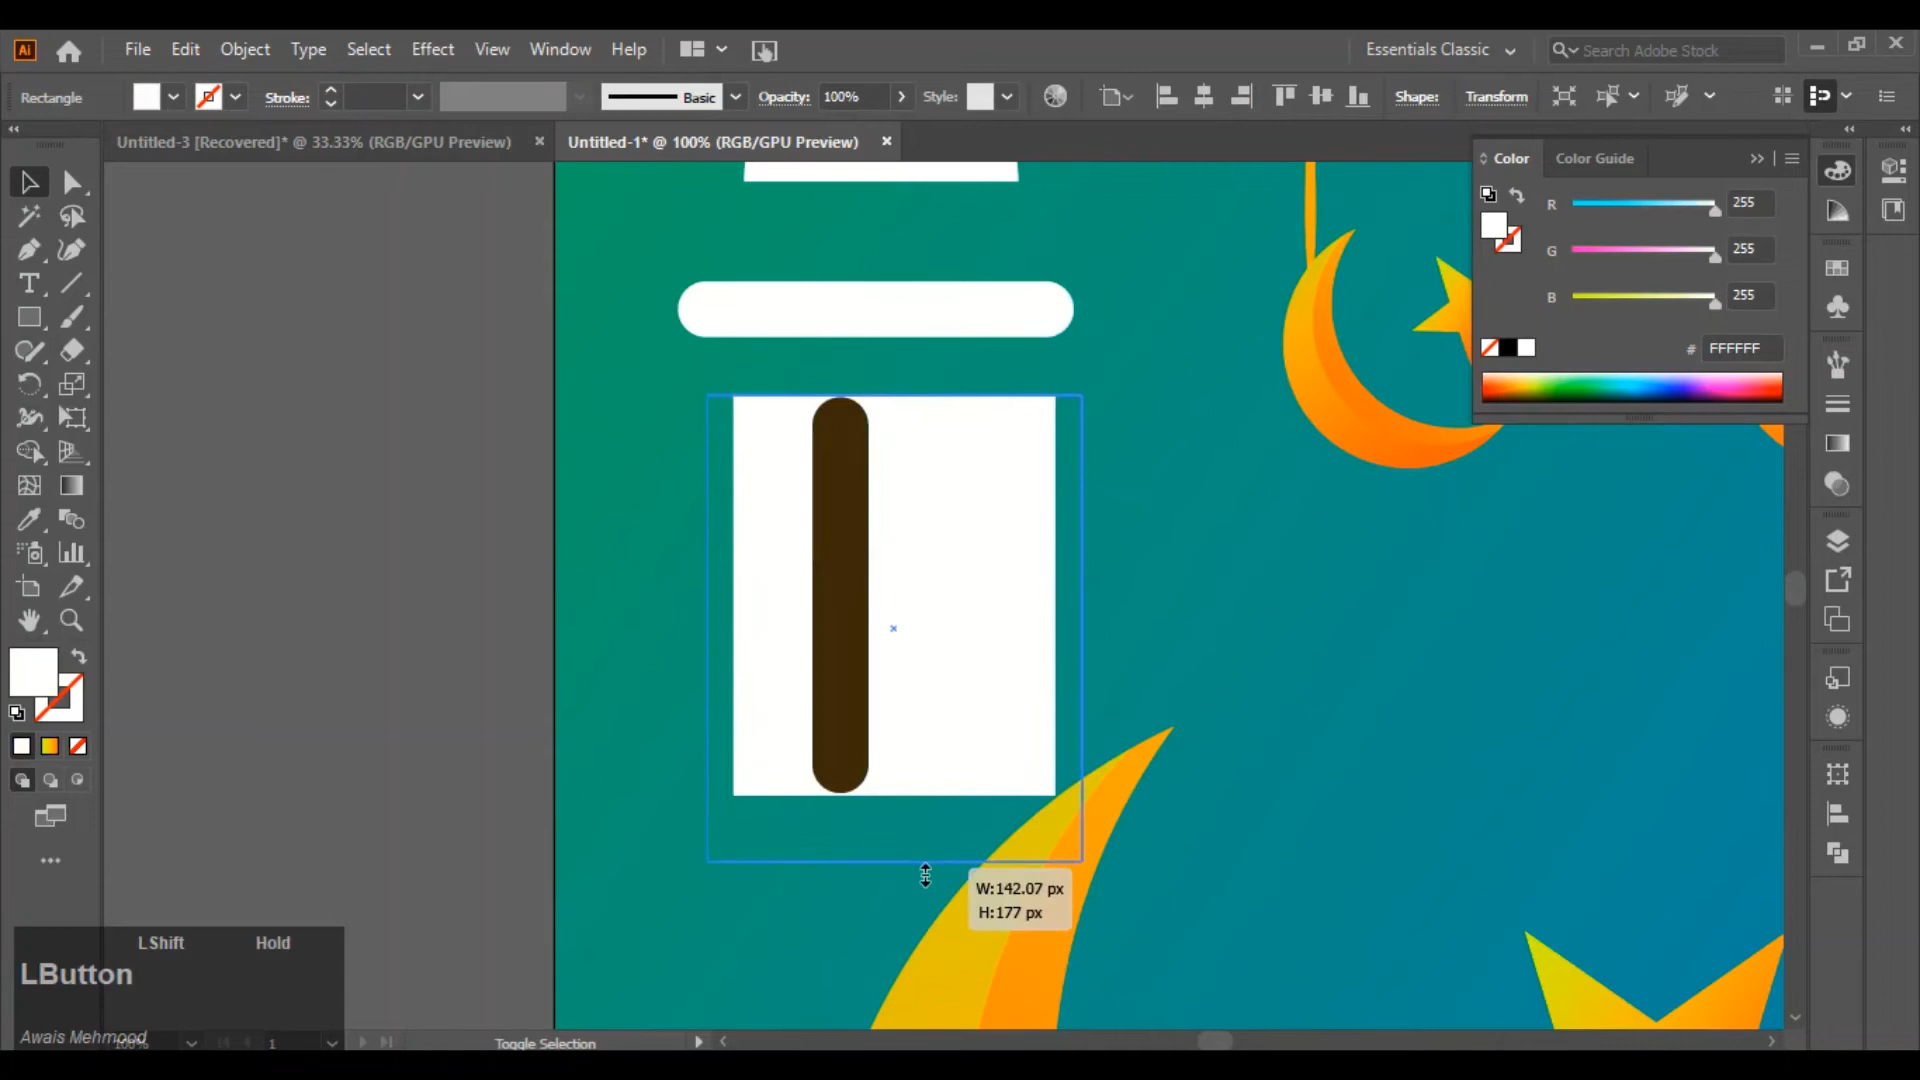 Ai File Edit Object Type Select Effect View Window Help Essentials Classic Search Adobe Stock
Rectangle Stroke: Basic Opacity: 100% Style: Shape: Transform
Untitled-3 [Recovered]* @ 33.33% (RGB/GPU Preview) Untitled-1* @ 100% (RGB/GPU Preview)
Color Color Guide
R 255
G 255
B 255
# FFFFFF
W:142.07 px
H:177 px
LShift Hold
LButton
Awais Mehmood
100% 1 Toggle Selection